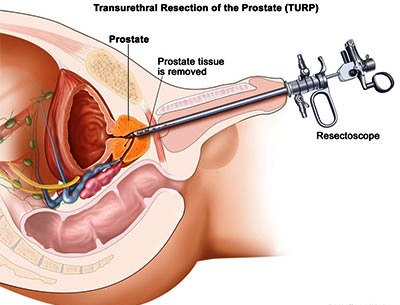 Transurethral Resection of the Prostate (TURP)
Prostate
Prostate tissue
is removed
Resectoscope